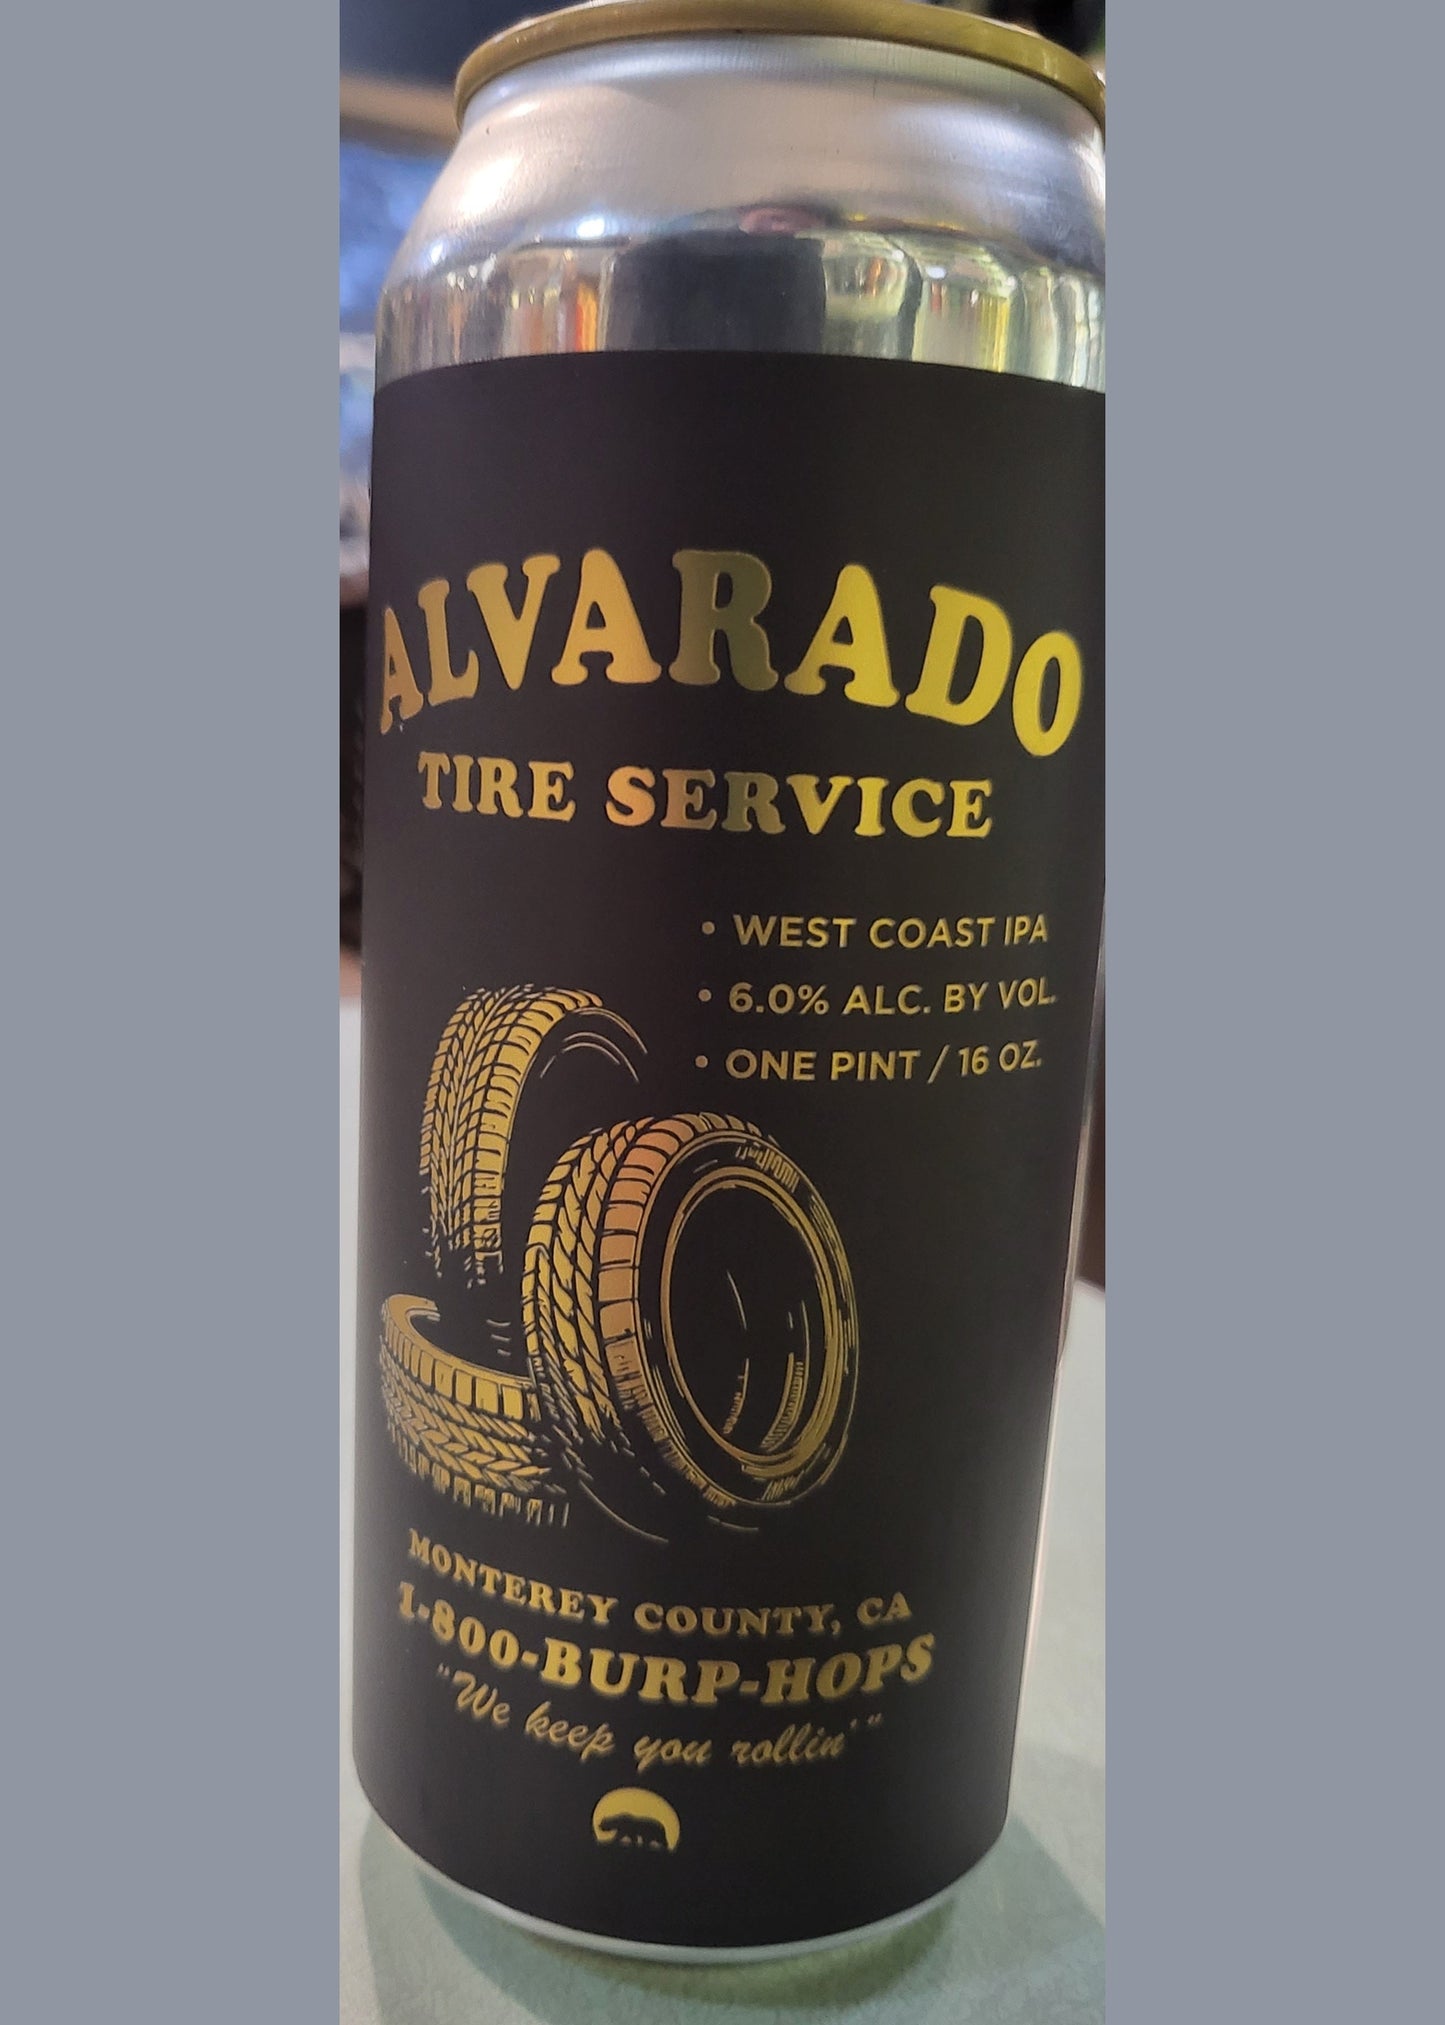 ALVARADO
TIRE SERVICE
• WEST COAST IPA
• 6.0% ALC. BY VOL.
• ONE PINT / 16 OZ.
MONTEREY COUNTY, CA
1-800-BURP-HOPS
"We keep you rollin'"